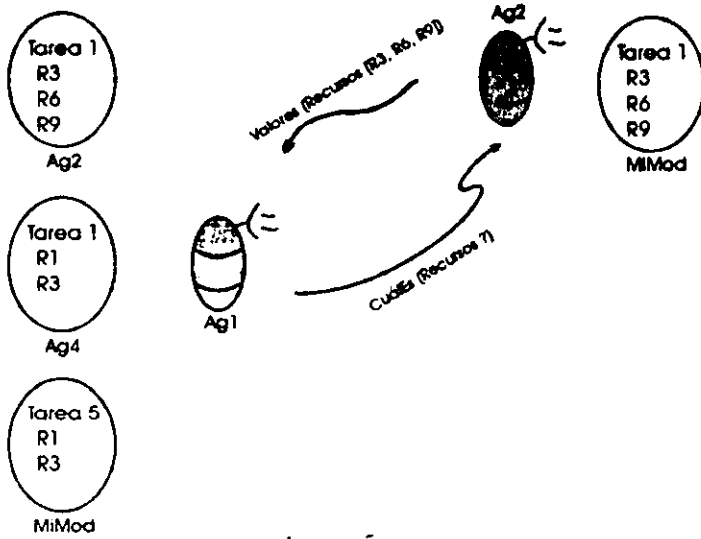 Tarea 1
R3
R6
R9
Ag2
Tarea 1
R1
R3
Ag4
Tarea 5
R1
R3
MiMod
Valores (Recursos [R3, R6, R9])
Ag1
CuálEs (Recursos ?)
Ag2
Tarea 1
R3
R6
R9
MiMod